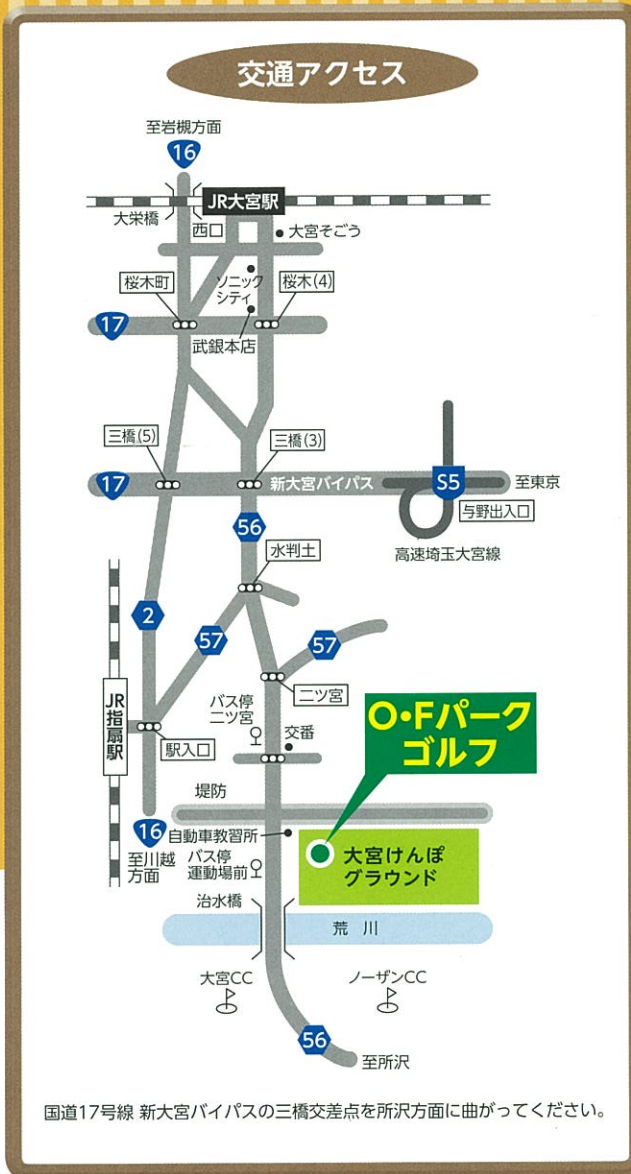 交通アクセス
至岩槻方面
16
JR大宮駅
大栄橋
西口
大宮そごう
桜木町
ソニック
シティ
桜木(4)
17
武銀本店
三橋(5)
三橋(3)
17
新大宮バイパス
S5
至東京
与野出入口
56
高速埼玉大宮線
水判土
2
57
57
JR指扇駅
バス停
二ツ宮
二ツ宮
交番
駅入口
O・Fパーク
ゴルフ
堤防
16
自動車教習所
至川越
方面
バス停
運動場前
大宮けんぽ
グラウンド
治水橋
荒川
大宮CC
ノーザンCC
56
至所沢
国道17号線 新大宮バイパスの三橋交差点を所沢方面に曲がってください。